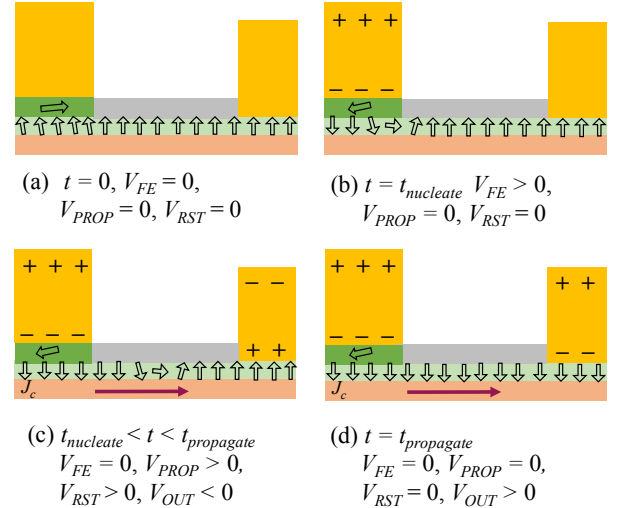 + + +
− − −
(a) t = 0, V_FE = 0,
V_PROP = 0, V_RST = 0
(b) t = t_nucleate V_FE > 0,
V_PROP = 0, V_RST = 0
+ + +
− −
− − −
+ +
J_c
(c) t_nucleate < t < t_propagate
V_FE = 0, V_PROP > 0,
V_RST > 0, V_OUT < 0
+ + +
+ +
− − −
− −
J_c
(d) t = t_propagate
V_FE = 0, V_PROP = 0,
V_RST = 0, V_OUT > 0